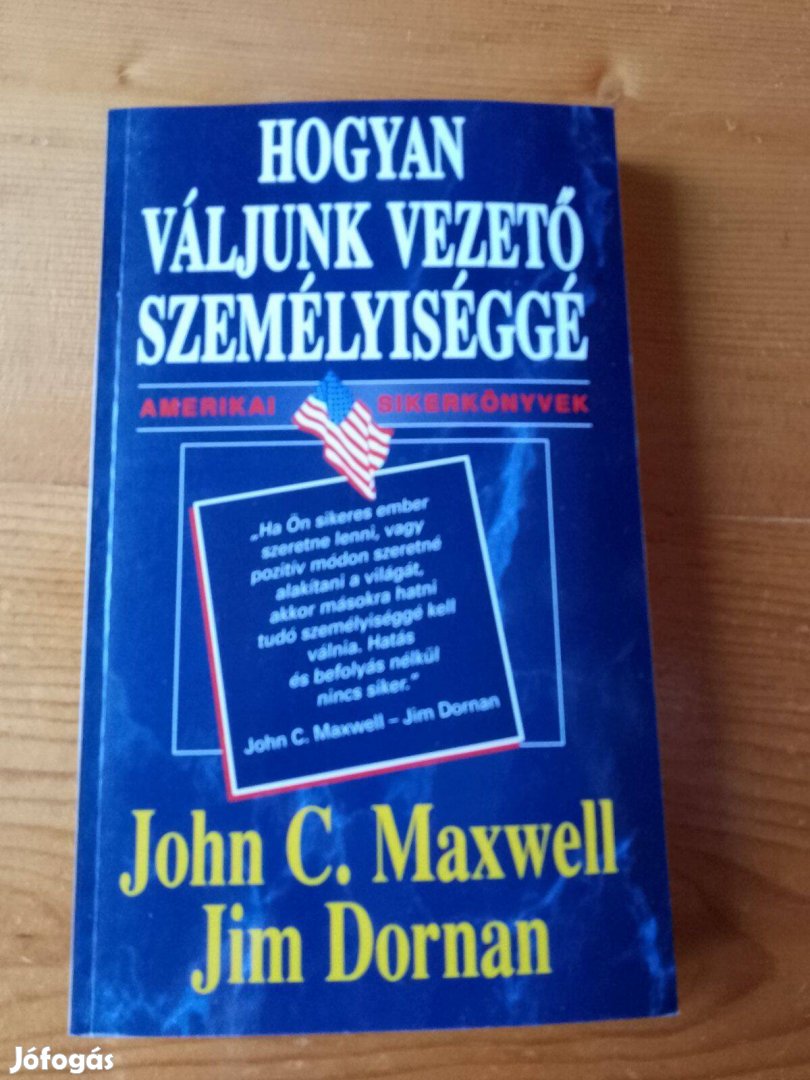 HOGYAN
VÁLJUNK VEZETŐ
SZEMÉLYISÉGGÉ
AMERIKAI SIKERKÖNYVEK
„Ha Ön sikeres ember
szeretne lenni, vagy
pozitív módon szeretné
alakítani a világát,
akkor másokra hatni
tudó személyiséggé kell
válnia. Hatás
és befolyás nélkül
nincs siker."
John C. Maxwell – Jim Dornan
John C. Maxwell
Jim Dornan
Jófogás